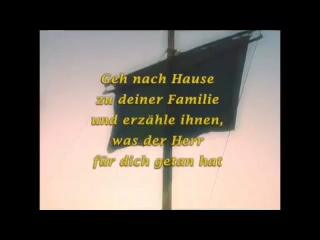 Geh nach Hause
zu deiner Familie
und erzähle ihnen,
was der Herr
für dich getan hat